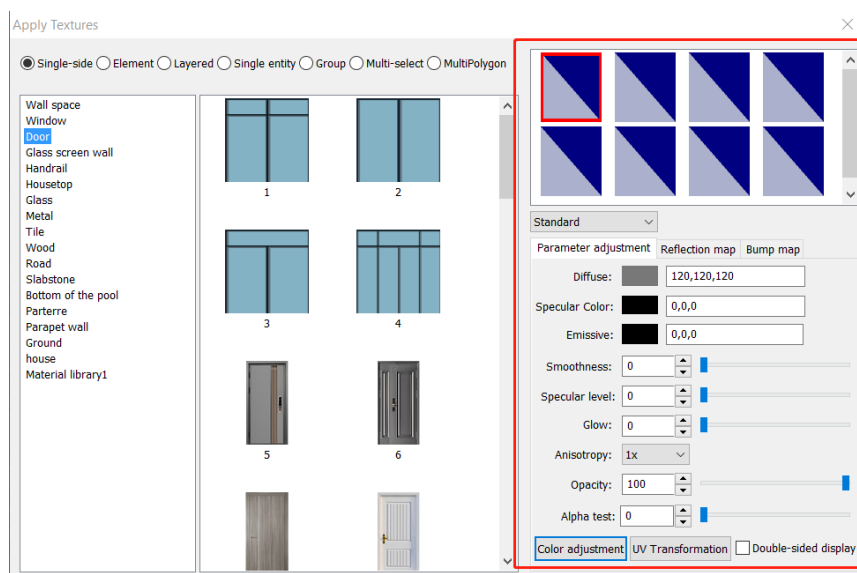 Apply Textures
Single-side Element Layered Single entity Group Multi-select MultiPolygon
Wall space
Window
Door
Glass screen wall
Handrail
Housetop
Glass
Metal
Tile
Wood
Road
Slabstone
Bottom of the pool
Parterre
Parapet wall
Ground
house
Material library1
1 2
3 4
5 6
Standard
Parameter adjustment Reflection map Bump map
Diffuse: 120,120,120
Specular Color: 0,0,0
Emissive: 0,0,0
Smoothness: 0
Specular level: 0
Glow: 0
Anisotropy: 1x
Opacity: 100
Alpha test: 0
Color adjustment UV Transformation Double-sided display